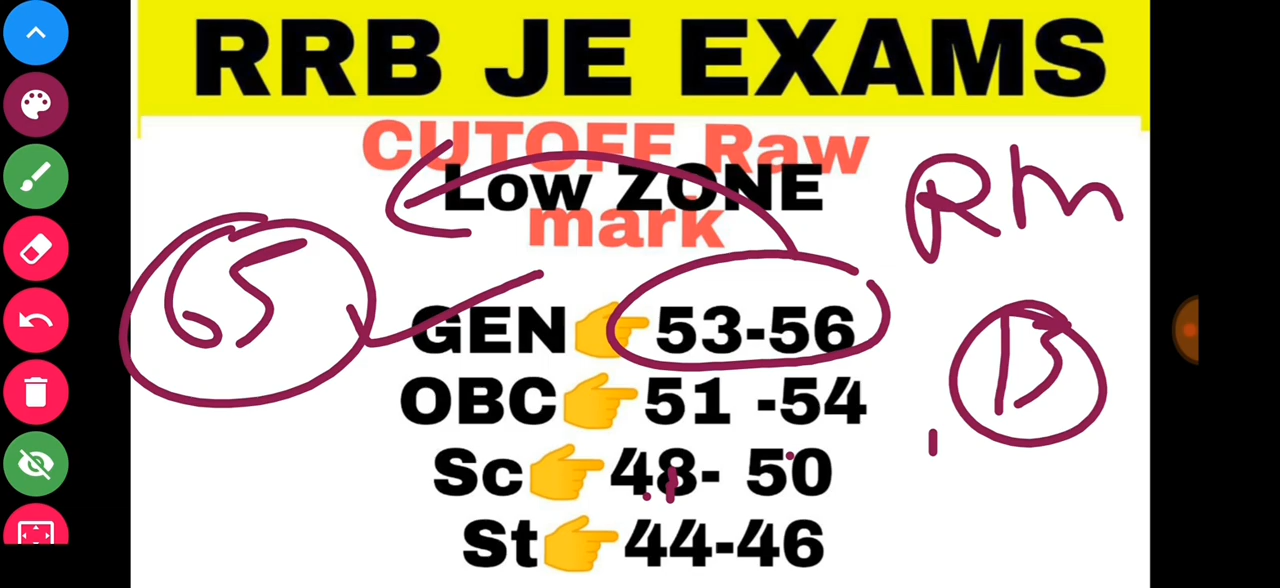 RRB JE EXAMS
CUTOFF Raw
Low ZONE
mark
Rm
65
GEN👉53-56
15
OBC👉51 -54
Sc👉48- 50
St👉44-46